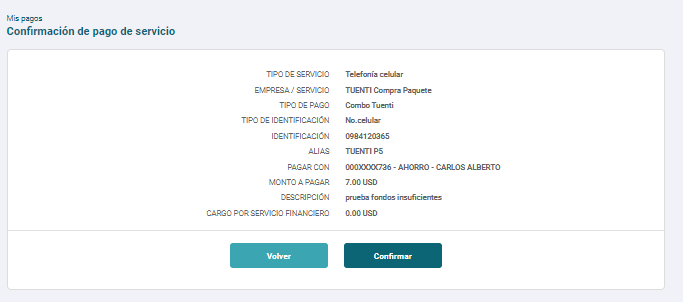 Mis pagos
Confirmación de pago de servicio
TIPO DE SERVICIO Telefonía celular
EMPRESA / SERVICIO TUENTI Compra Paquete
TIPO DE PAGO Combo Tuenti
TIPO DE IDENTIFICACIÓN No.celular
IDENTIFICACIÓN 0984120365
ALIAS TUENTI P5
PAGAR CON 000XXXX736 - AHORRO - CARLOS ALBERTO
MONTO A PAGAR 7.00 USD
DESCRIPCIÓN prueba fondos insuficientes
CARGO POR SERVICIO FINANCIERO 0.00 USD
Volver Confirmar